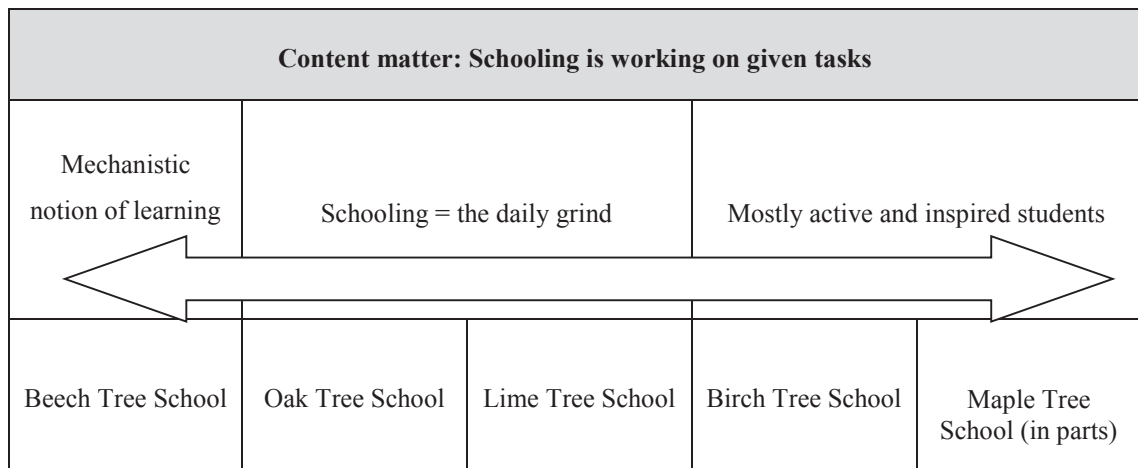 Content matter: Schooling is working on given tasks
Mechanistic
notion of learning
Schooling = the daily grind
Mostly active and inspired students
Beech Tree School
Oak Tree School
Lime Tree School
Birch Tree School
Maple Tree
School (in parts)